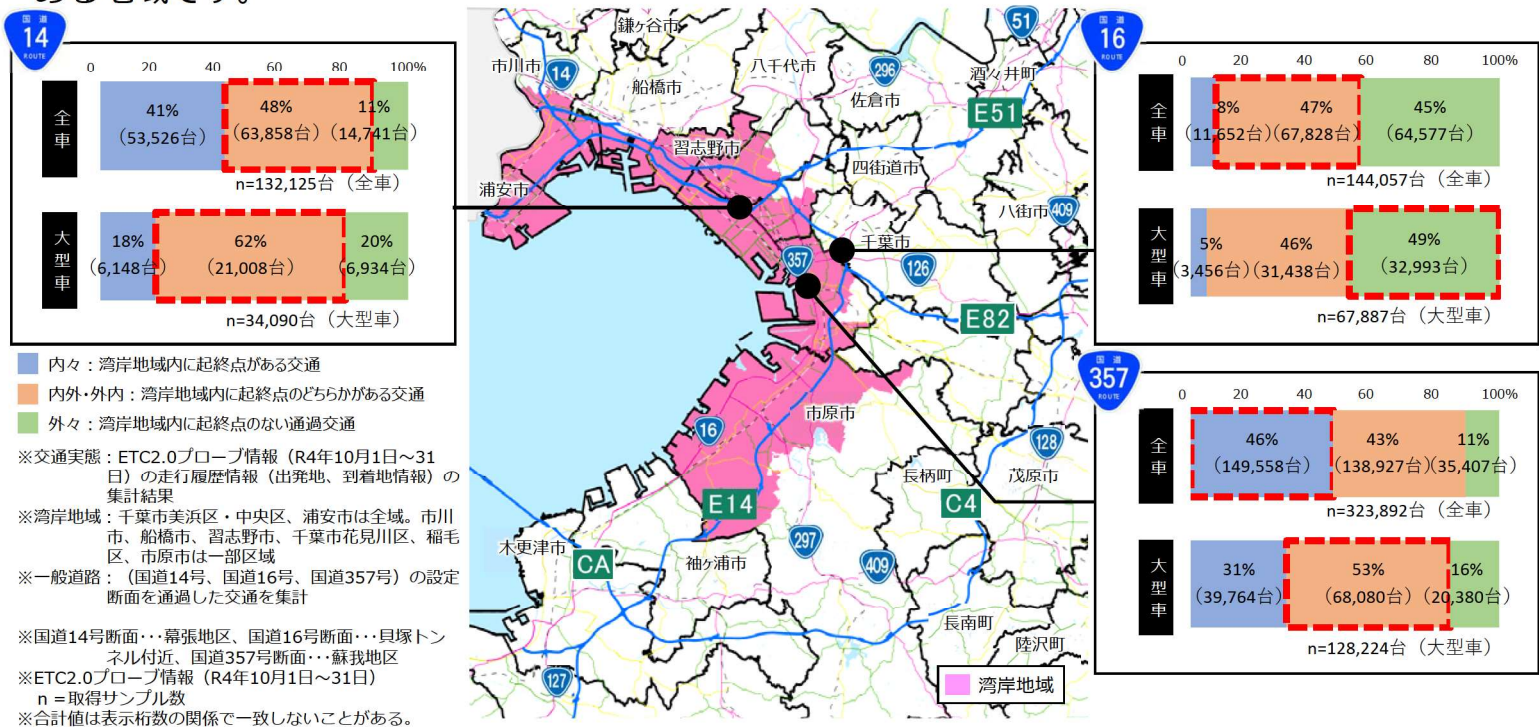 ある地域です。
国道
14
ROUTE
0 20 40 60 80 100%
全車
41% 48% 11%
(53,526台) (63,858台) (14,741台)
n=132,125台（全車）
大型車
18% 62% 20%
(6,148台) (21,008台) (6,934台)
n=34,090台（大型車）
内々：湾岸地域内に起終点がある交通
内外・外内：湾岸地域内に起終点のどちらかがある交通
外々：湾岸地域内に起終点のない通過交通
※交通実態：ETC2.0プローブ情報（R4年10月1日～31
日）の走行履歴情報（出発地、到着地情報）の
集計結果
※湾岸地域：千葉市美浜区・中央区、浦安市は全域。市川
市、船橋市、習志野市、千葉市花見川区、稲毛
区、市原市は一部区域
※一般道路：（国道14号、国道16号、国道357号）の設定
断面を通過した交通を集計
※国道14号断面･･･幕張地区、国道16号断面･･･貝塚トン
ネル付近、国道357号断面･･･蘇我地区
※ETC2.0プローブ情報（R4年10月1日～31日）
n＝取得サンプル数
※合計値は表示桁数の関係で一致しないことがある。
鎌ヶ谷市
51
市川市
14
船橋市
八千代市
296
酒々井町
佐倉市
E51
習志野市
四街道市
浦安市
八街市
409
千葉市
357
126
E82
市原市
16
128
長柄町
茂原市
E14
C4
297
木更津市
CA
袖ヶ浦市
409
長南町
陸沢町
127
湾岸地域
国道
16
ROUTE
0 20 40 60 80 100%
全車
8% 47% 45%
(11,652台) (67,828台) (64,577台)
n=144,057台（全車）
大型車
5% 46% 49%
(3,456台) (31,438台) (32,993台)
n=67,887台（大型車）
国道
357
ROUTE
0 20 40 60 80 100%
全車
46% 43% 11%
(149,558台) (138,927台) (35,407台)
n=323,892台（全車）
大型車
31% 53% 16%
(39,764台) (68,080台) (20,380台)
n=128,224台（大型車）